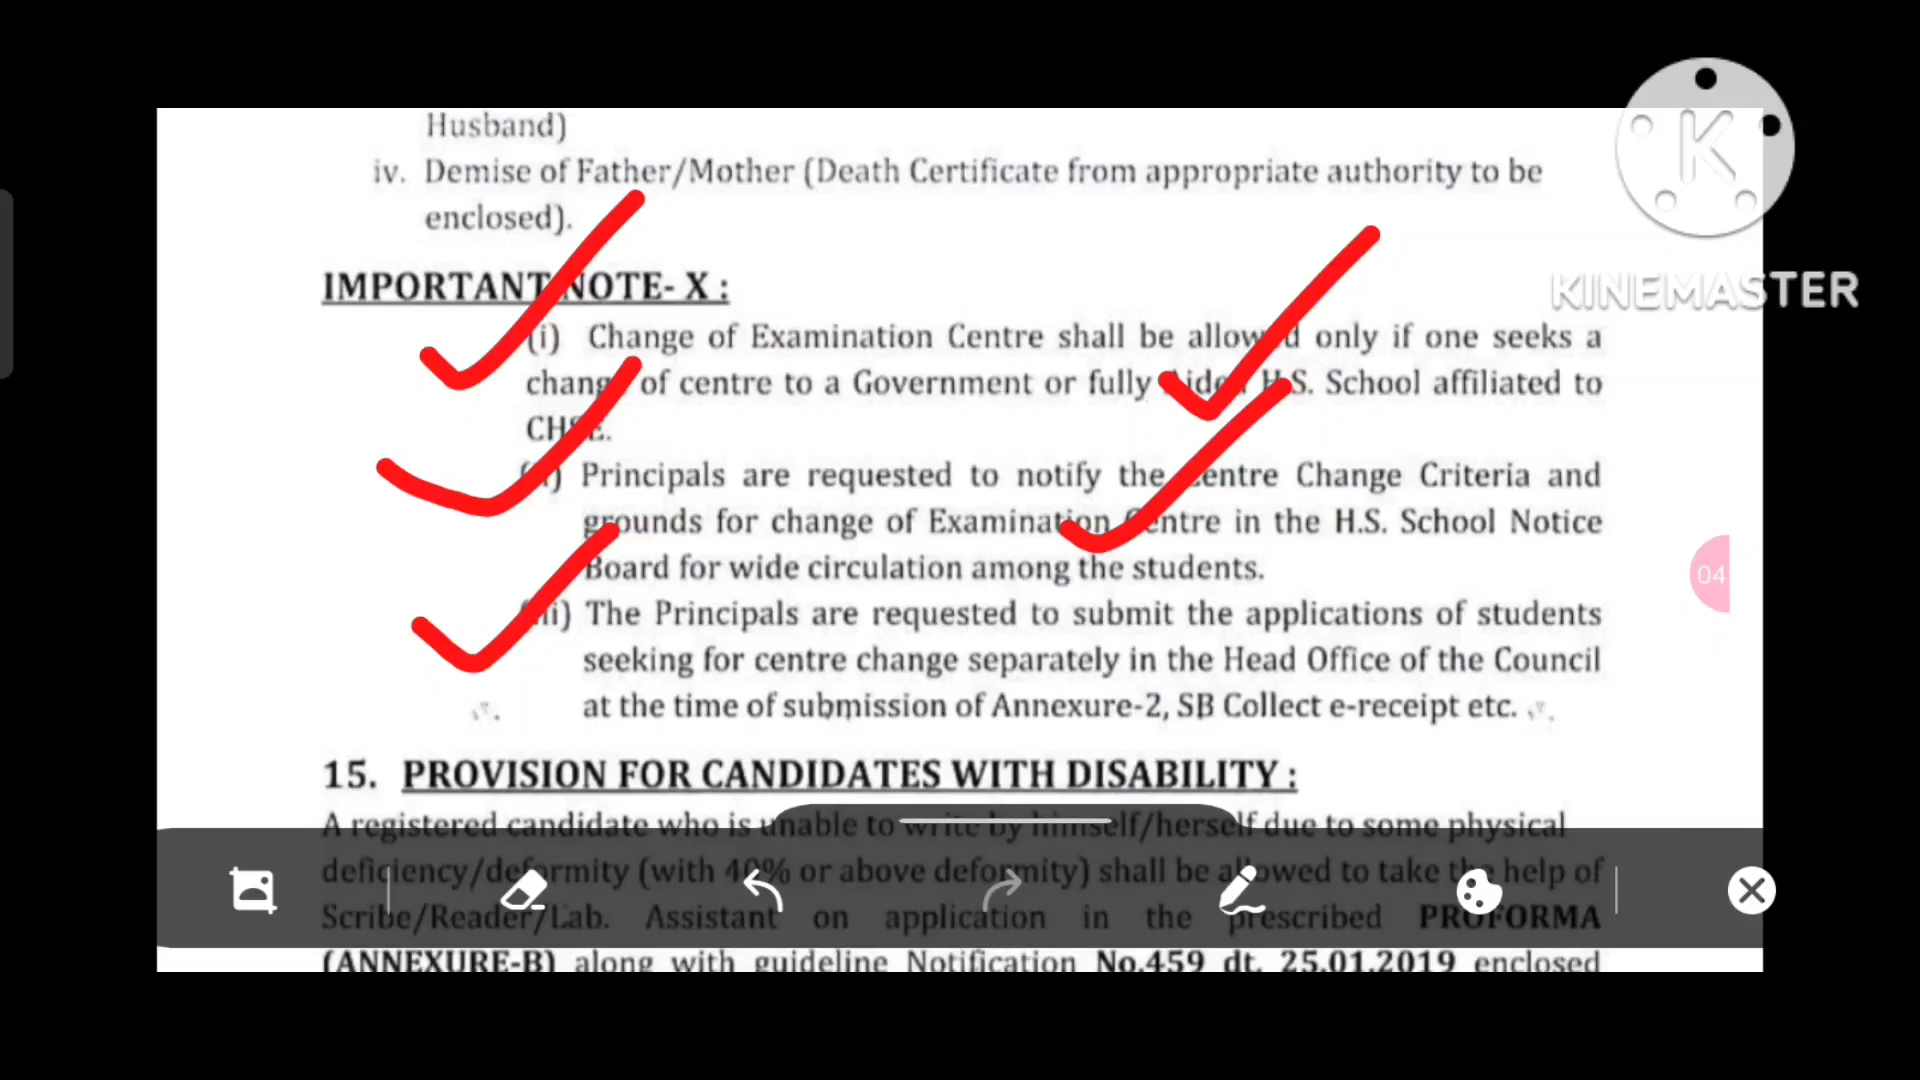 Husband)
iv. Demise of Father/Mother (Death Certificate from appropriate authority to be
enclosed).
K
KINEMASTER
IMPORTANT NOTE- X :
(i) Change of Examination Centre shall be allowed only if one seeks a
change of centre to a Government or fully Aided H.S. School affiliated to
CHSE.
Principals are requested to notify the Centre Change Criteria and
grounds for change of Examination Centre in the H.S. School Notice
Board for wide circulation among the students.
04
The Principals are requested to submit the applications of students
seeking for centre change separately in the Head Office of the Council
at the time of submission of Annexure-2, SB Collect e-receipt etc.
15. PROVISION FOR CANDIDATES WITH DISABILITY :
A registered candidate who is unable to write by himself/herself due to some physical
deficiency/deformity (with 40% or above deformity) shall be allowed to take the help of
Scribe/Reader/Lab. Assistant on application in the prescribed PROFORMA
(ANNEXURE-B) along with guideline Notification No.459 dt. 25.01.2019 enclosed